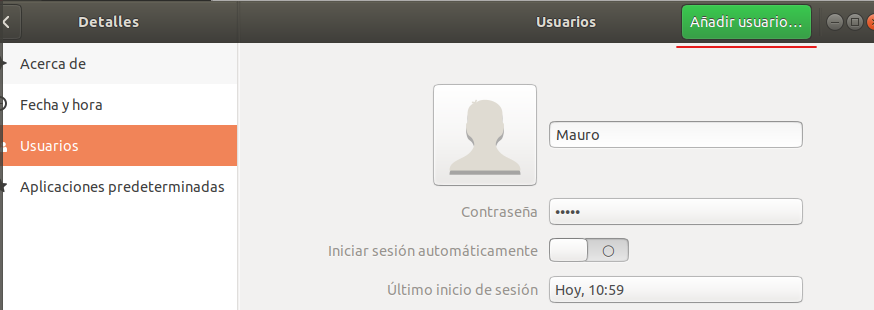 Detalles
Usuarios
Añadir usuario...
Acerca de
Fecha y hora
Usuarios
Aplicaciones predeterminadas
Mauro
Contraseña •••••
Iniciar sesión automáticamente
Último inicio de sesión Hoy, 10:59